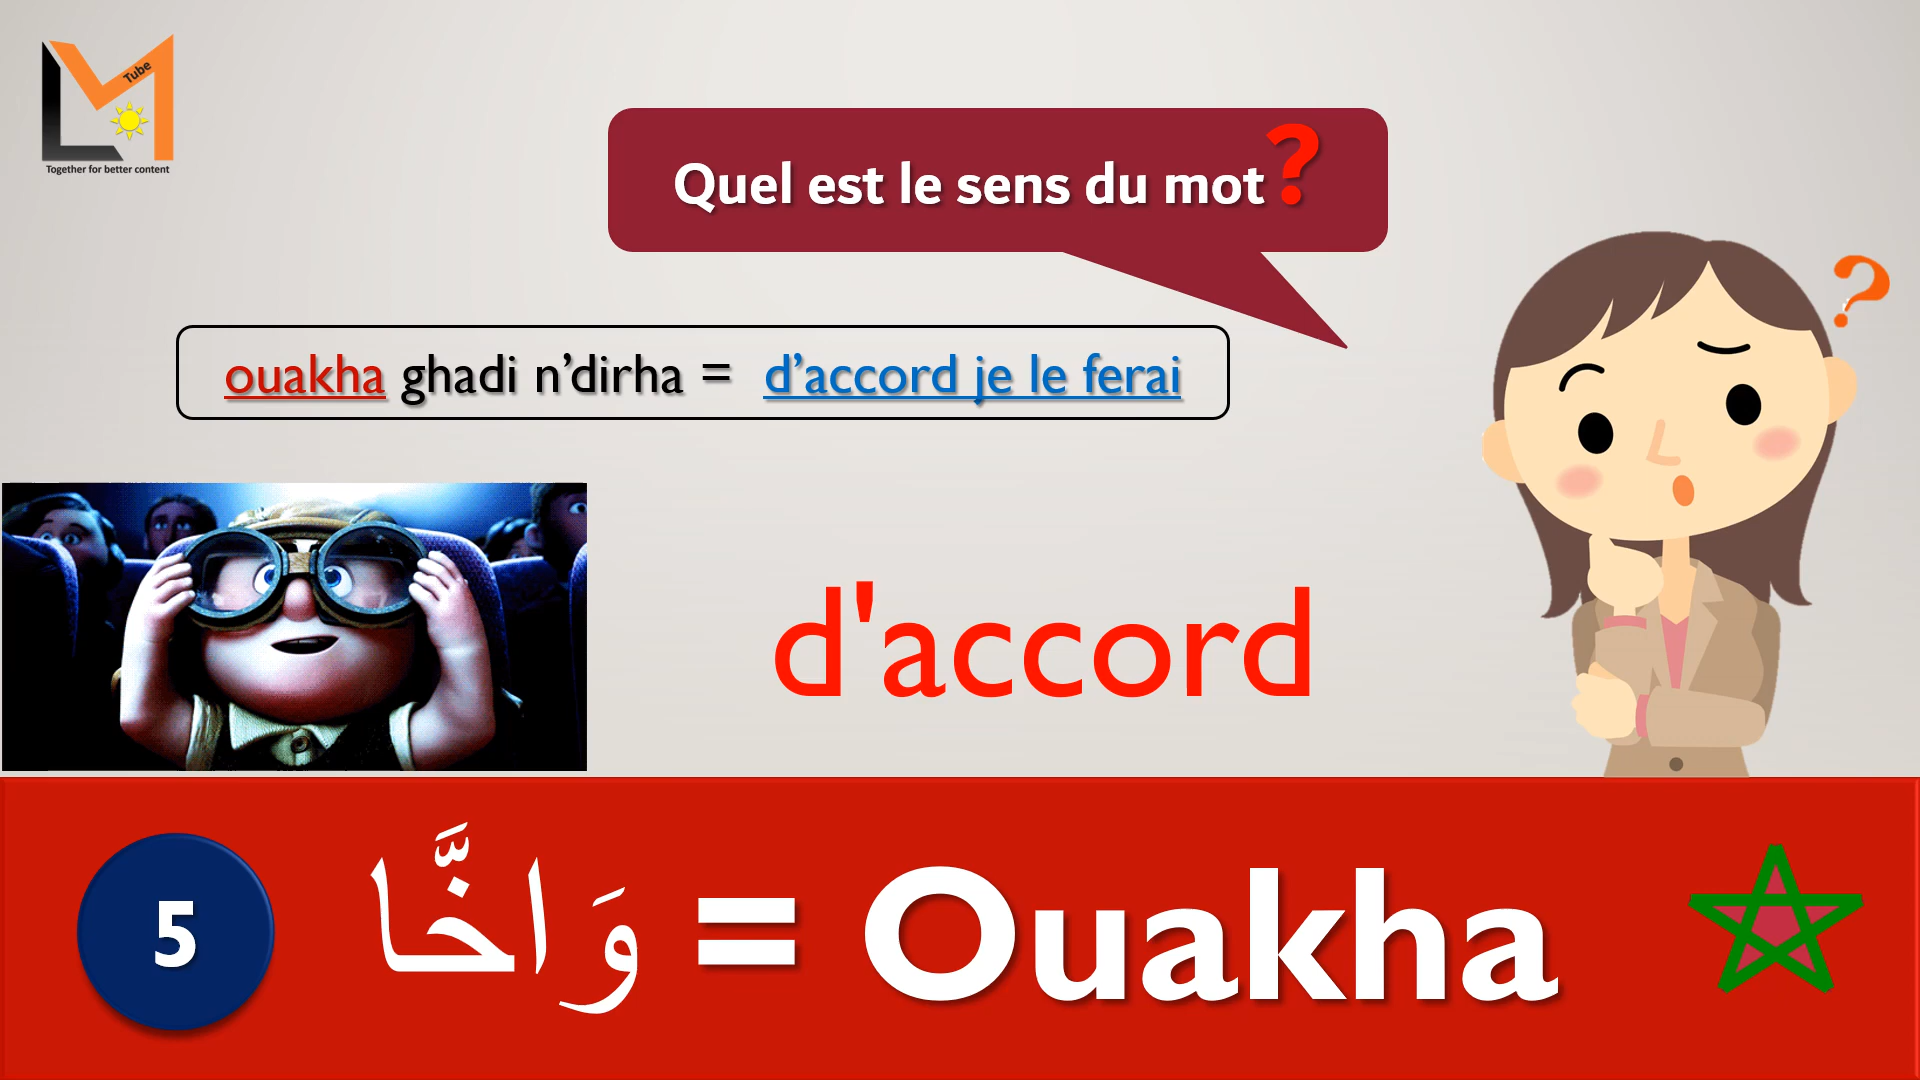 Tube
Together for better content
Quel est le sens du mot?
?
ouakha ghadi n’dirha = d’accord je le ferai
d'accord
5
وَاخَّا = Ouakha